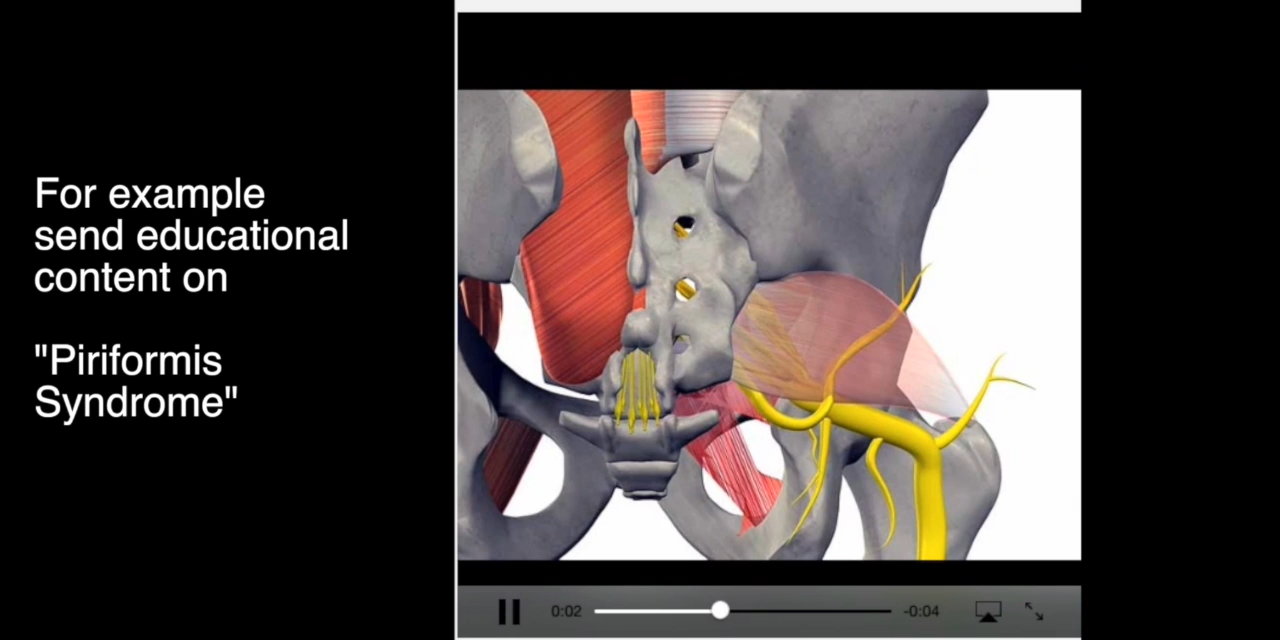 For example
send educational
content on
"Piriformis
Syndrome"
0:02
-0:04